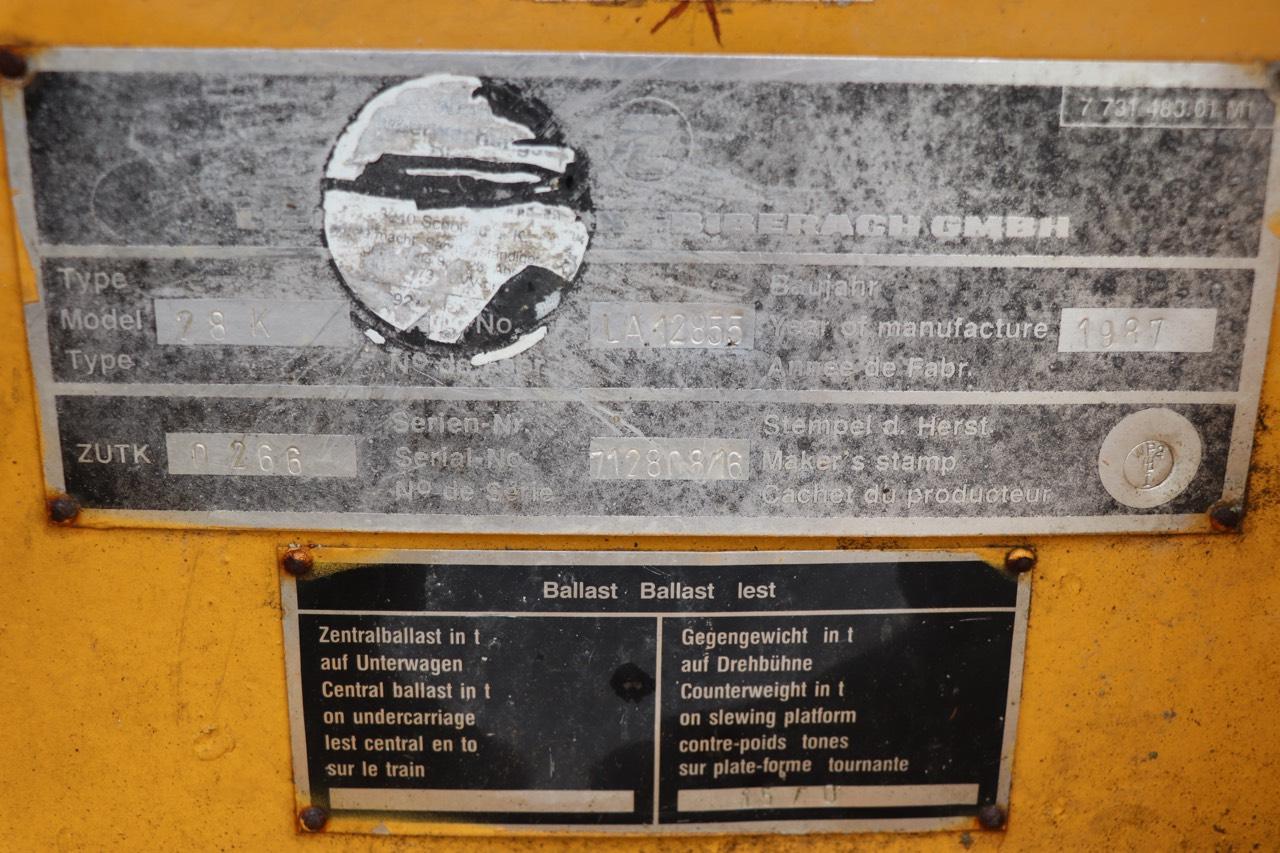 7 731 483 01 M1
BIBERACH GMBH
Type
Model 28 K
Type
No.
LA 12855
Baujahr
Year of manufacture 1987
Année de Fabr.
ZUTK 0266
Serien-Nr.
Serial-No.
No de Serie
712808/16
Stempel d. Herst.
Maker's stamp
Cachet du producteur
Ballast Ballast lest
Zentralballast in t
auf Unterwagen
Central ballast in t
on undercarriage
lest central en to
sur le train
Gegengewicht in t
auf Drehbühne
Counterweight in t
on slewing platform
contre-poids tones
sur plate-forme tournante